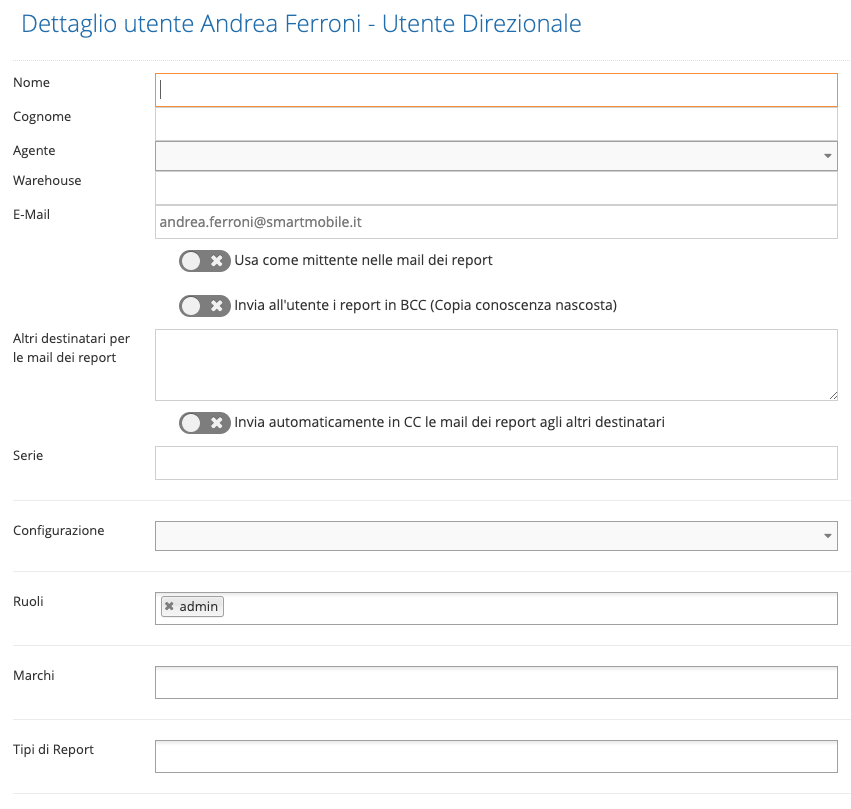 Dettaglio utente Andrea Ferroni - Utente Direzionale
Nome
Cognome
Agente
Warehouse
E-Mail
andrea.ferroni@smartmobile.it
Usa come mittente nelle mail dei report
Invia all'utente i report in BCC (Copia conoscenza nascosta)
Altri destinatari per
le mail dei report
Invia automaticamente in CC le mail dei report agli altri destinatari
Serie
Configurazione
Ruoli
admin
Marchi
Tipi di Report